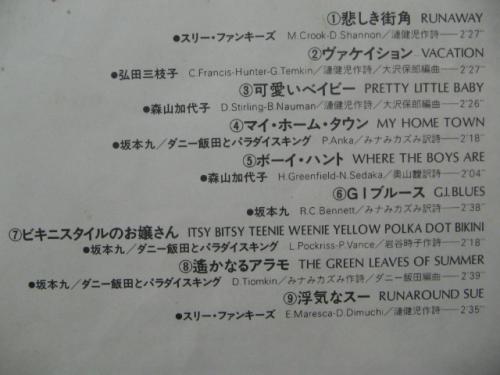 ①悲しき街角 RUNAWAY
●スリー・ファンキーズ M.Crook-D.Shannon／漣健児作詩／2'27"
②ヴァケイション VACATION
●弘田三枝子 C.Francis-Hunter-G.Temkin／漣健児作詩／大沢保郎編曲／2'27"
③可愛いベイビー PRETTY LITTLE BABY
●森山加代子 D.Stirling-B.Nauman／漣健児作詩／大沢保郎編曲／2'26"
④マイ・ホーム・タウン MY HOME TOWN
●坂本九／ダニー飯田とパラダイスキング P.Anka／みナみカズみ訳詩／2'18"
⑤ボーイ・ハント WHERE THE BOYS ARE
●森山加代子 H.Greenfield-N.Sedaka／奥山靉訳詩／2'04"
⑥GIブルース G.I.BLUES
●坂本九 R.C.Bennett／みナみカズみ訳詩／2'38"
⑦ビキニスタイルのお嬢さん ITSY BITSY TEENIE WEENIE YELLOW POLKA DOT BIKINI
●坂本九／ダニー飯田とパラダイスキング L.Pockriss-P.Vance／岩谷時子作詩／2'18"
⑧遙かなるアラモ THE GREEN LEAVES OF SUMMER
●坂本九／ダニー飯田とパラダイスキング D.Tiomkin／みナみカズみ作詩／ダニー飯田編曲／2'39"
⑨浮気なスー RUNAROUND SUE
●スリー・ファンキーズ E.Maresca-D.Dimuchi／漣健児作詩／2'35"